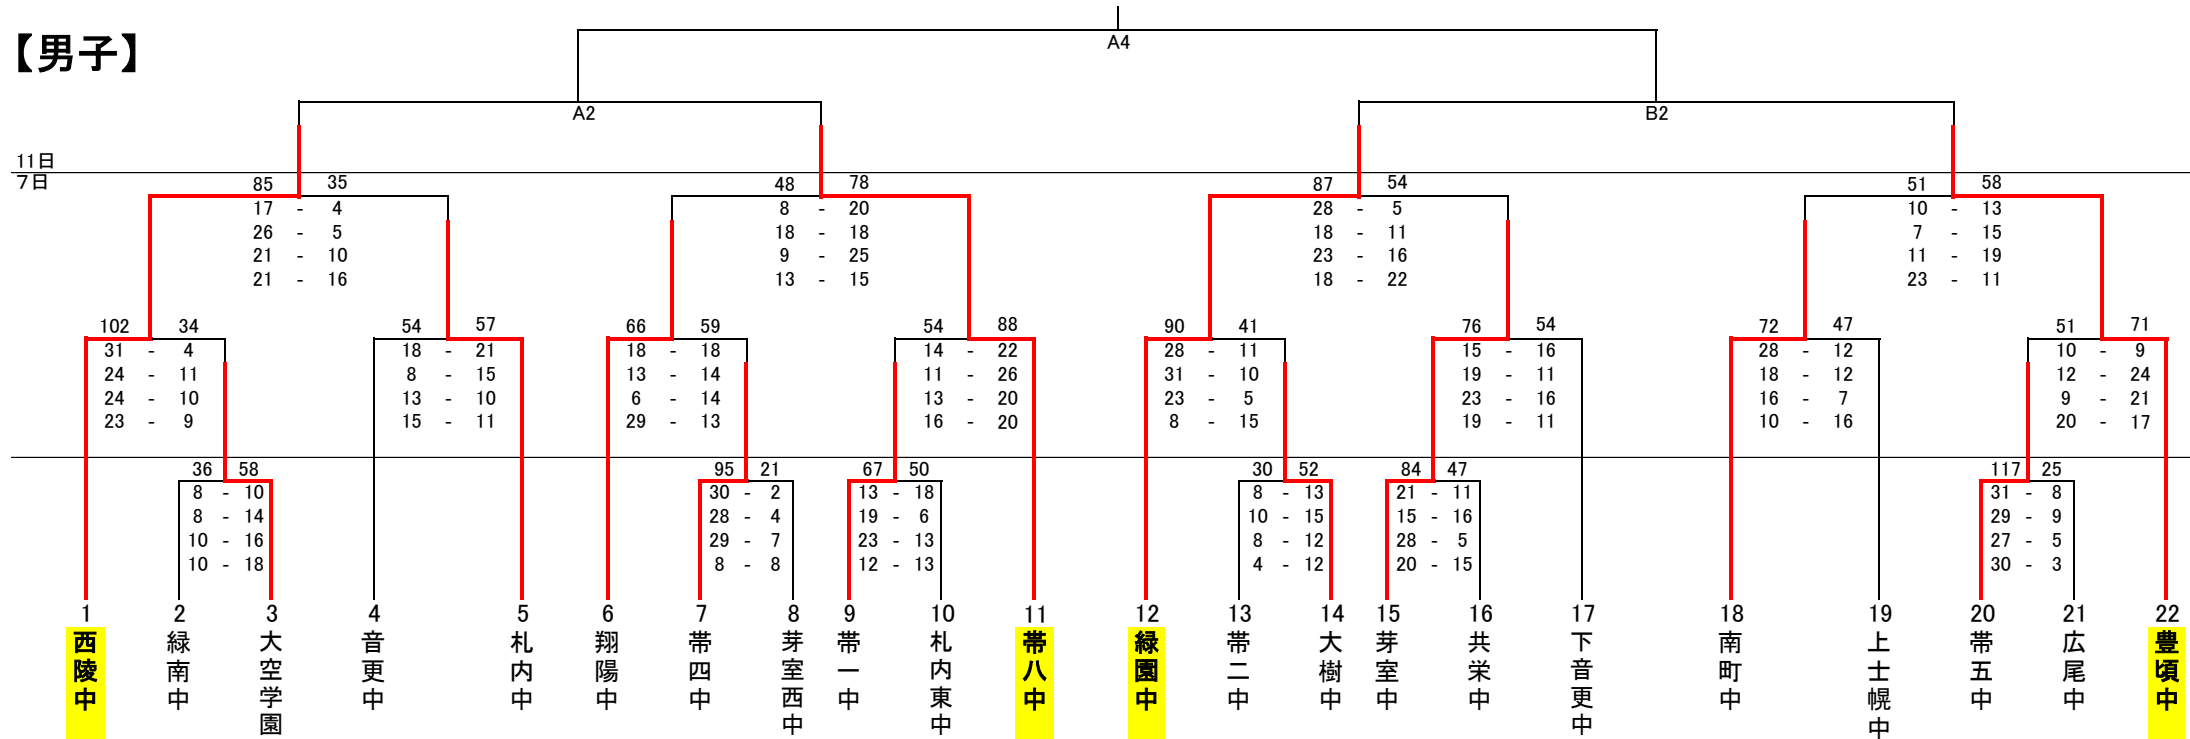 【男子】
A4
A2 B2
11日
7日
85 35 48 78 87 54 51 58
17 - 4 8 - 20 28 - 5 10 - 13
26 - 5 18 - 18 18 - 11 7 - 15
21 - 10 9 - 25 23 - 16 11 - 19
21 - 16 13 - 15 18 - 22 23 - 11
102 34 54 57 66 59 54 88 90 41 76 54 72 47 51 71
31 - 4 18 - 21 18 - 18 14 - 22 28 - 11 15 - 16 28 - 12 10 - 9
24 - 11 8 - 15 13 - 14 11 - 26 31 - 10 19 - 11 18 - 12 12 - 24
24 - 10 13 - 10 6 - 14 13 - 20 23 - 5 23 - 16 16 - 7 9 - 21
23 - 9 15 - 11 29 - 13 16 - 20 8 - 15 19 - 11 10 - 16 20 - 17
36 58 95 21 67 50 30 52 84 47 117 25
8 - 10 30 - 2 13 - 18 8 - 13 21 - 11 31 - 8
8 - 14 28 - 4 19 - 6 10 - 15 15 - 16 29 - 9
10 - 16 29 - 7 23 - 13 8 - 12 28 - 5 27 - 5
10 - 18 8 - 8 12 - 13 4 - 12 20 - 15 30 - 3
1 2 3 4 5 6 7 8 9 10 11 12 13 14 15 16 17 18 19 20 21 22
西陵中
緑南中
大空学園
音更中
札内中
翔陽中
帯四中
芽室西中
帯一中
札内東中
帯八中
緑園中
帯二中
大樹中
芽室中
共栄中
下音更中
南町中
上士幌中
帯五中
広尾中
豊頃中